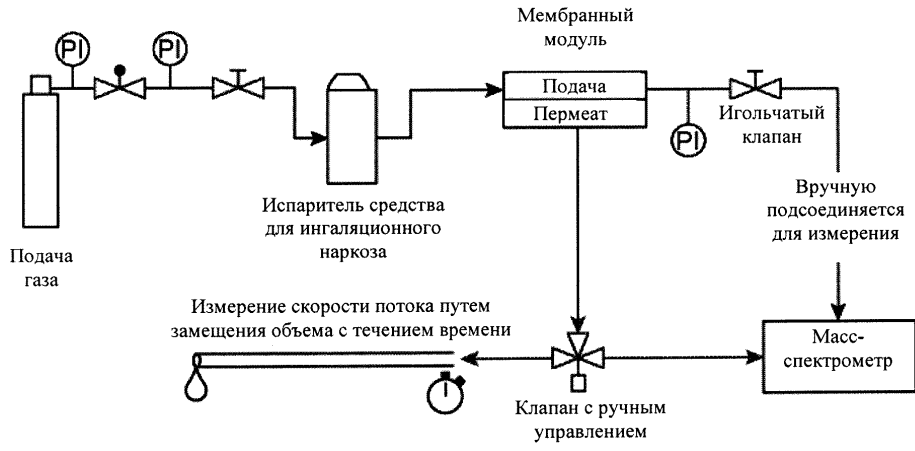 Мембранный
модуль
PI
PI
Подача
Пермеат
PI
Игольчатый
клапан
Испаритель средства
для ингаляционного
наркоза
Вручную
подсоединяется
для измерения
Подача
газа
Измерение скорости потока путем
замещения объема с течением времени
Масс-
спектрометр
Клапан с ручным
управлением